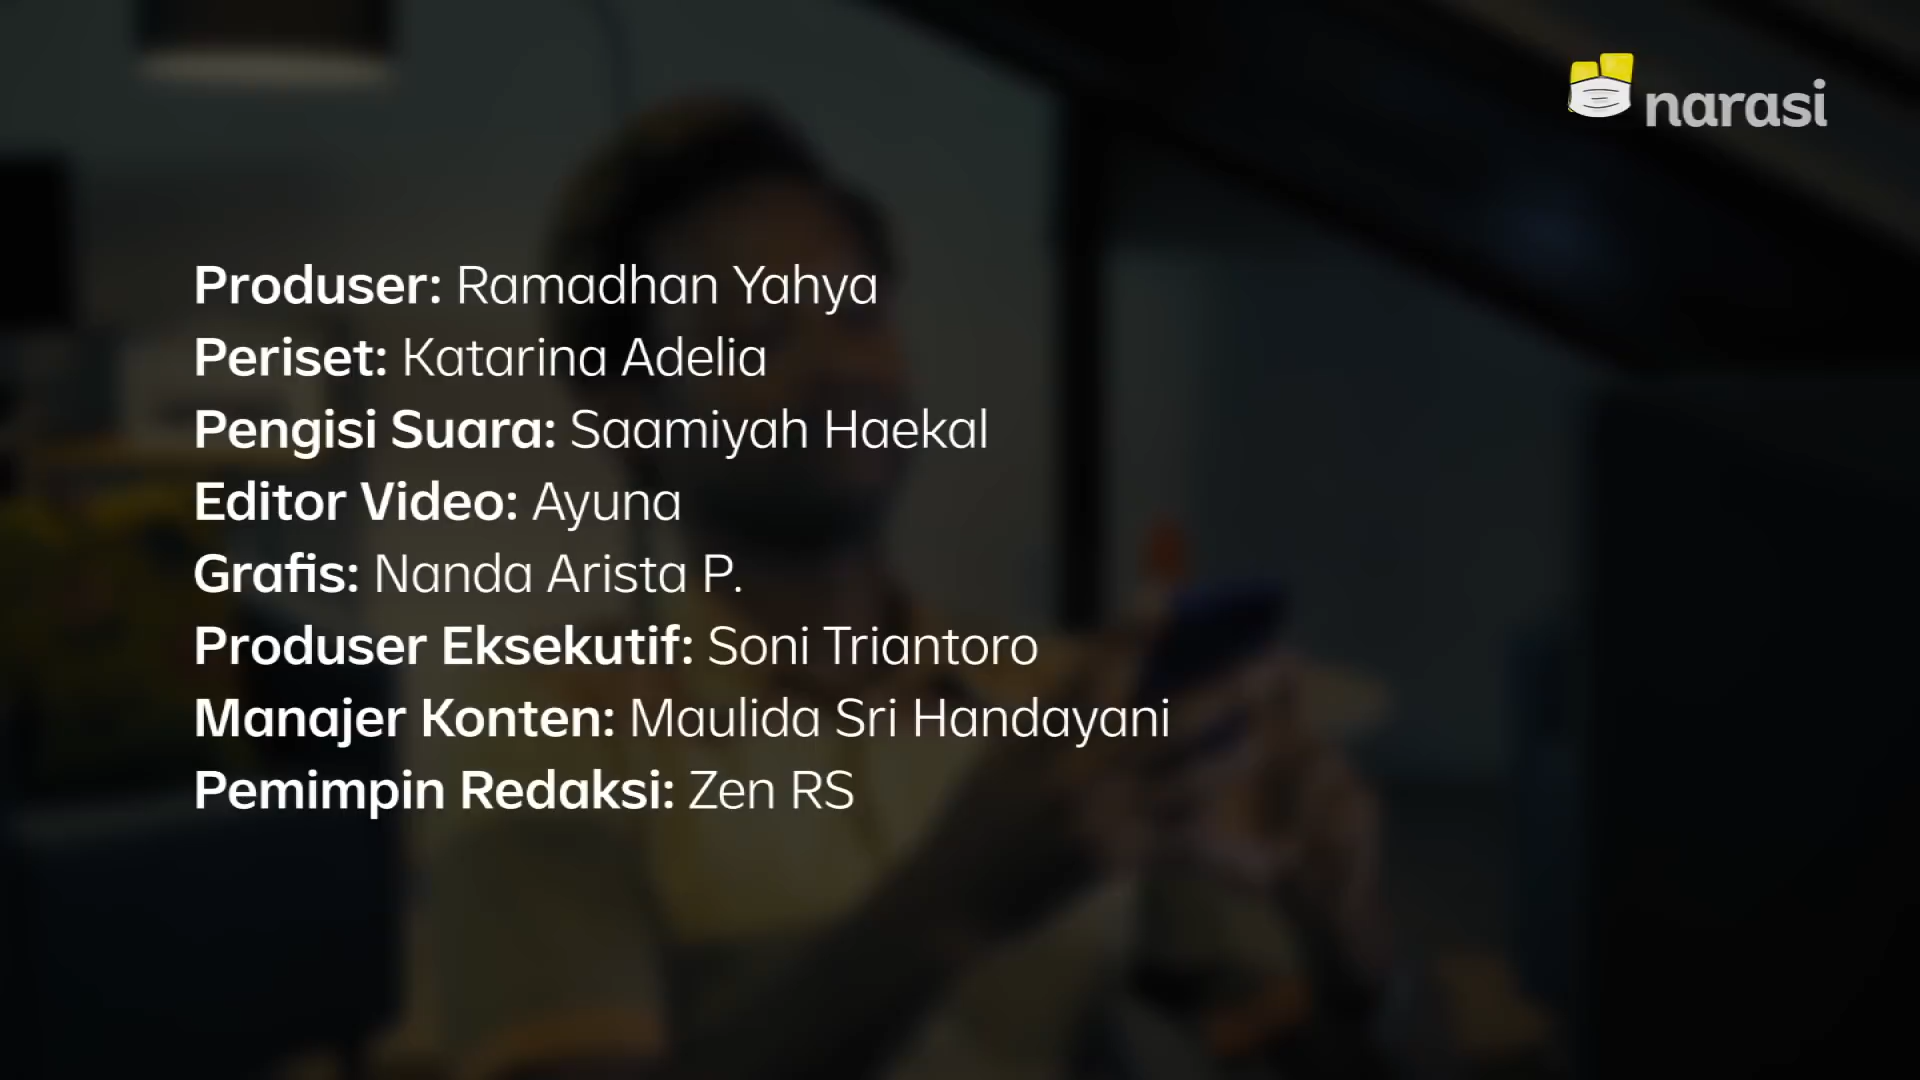 narasi
Produser: Ramadhan Yahya
Periset: Katarina Adelia
Pengisi Suara: Saamiyah Haekal
Editor Video: Ayuna
Grafis: Nanda Arista P.
Produser Eksekutif: Soni Triantoro
Manajer Konten: Maulida Sri Handayani
Pemimpin Redaksi: Zen RS